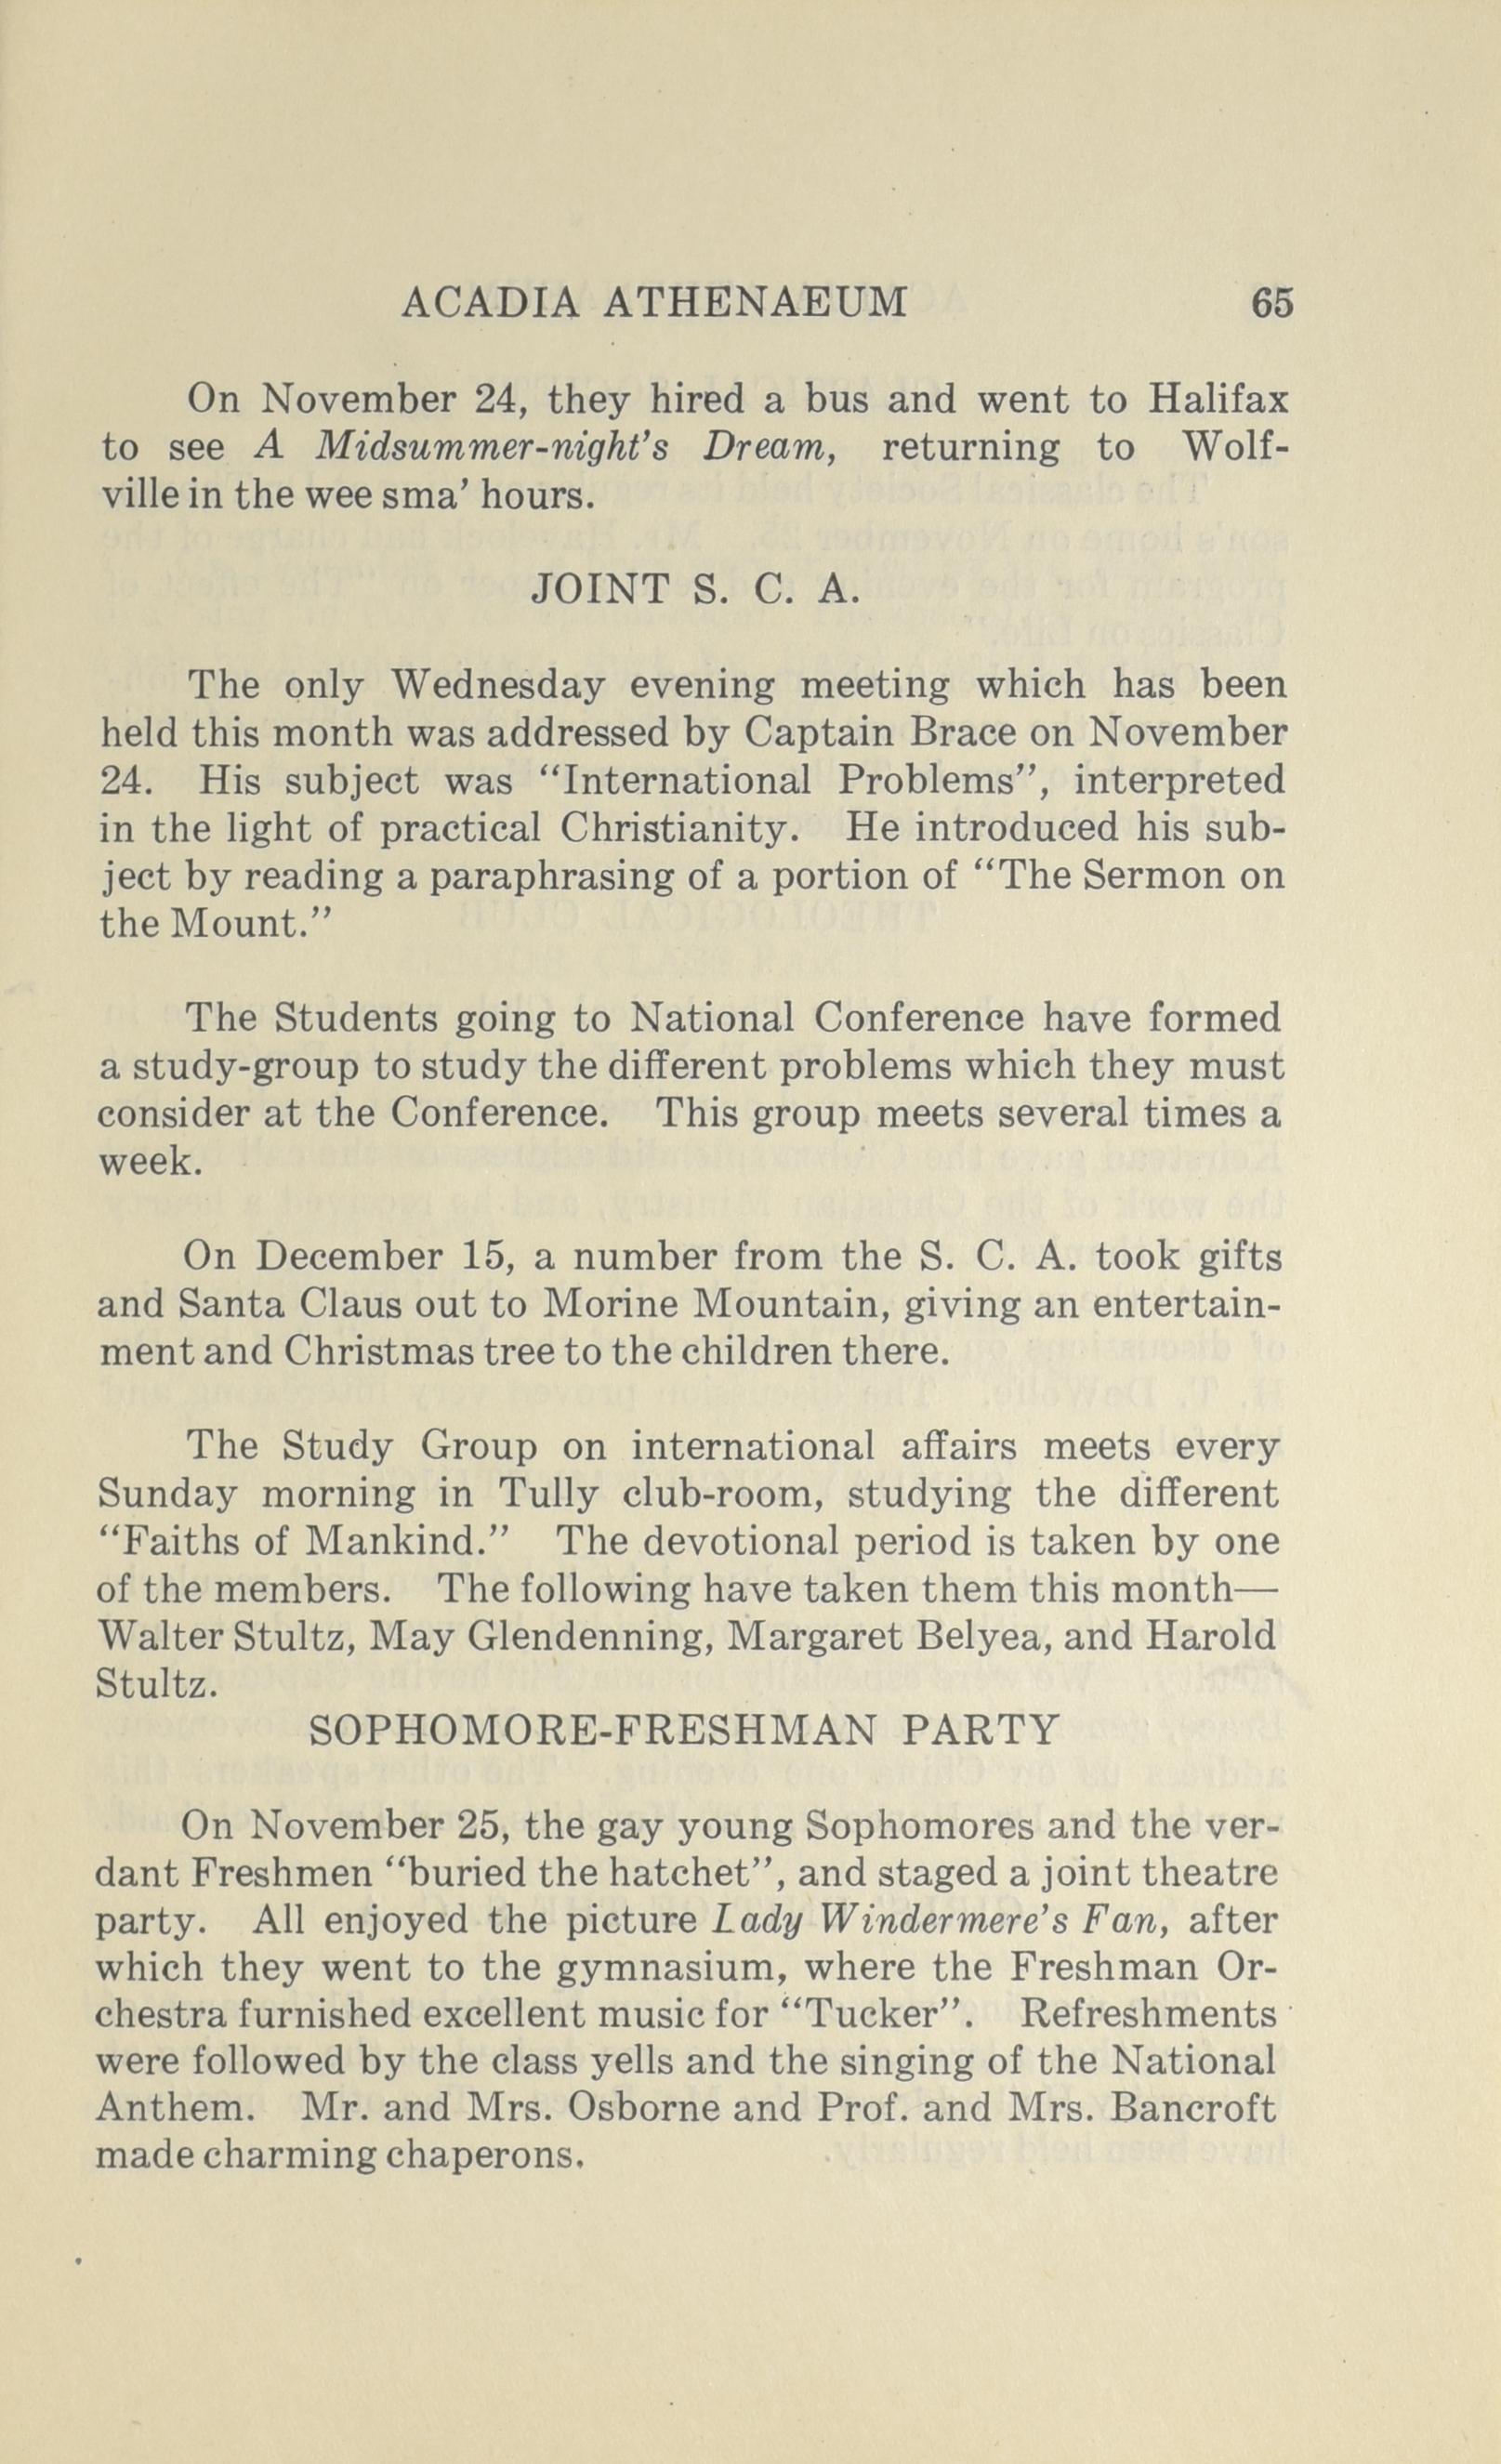 ACADIA ATHENAEUM 65
On November 24, they hired a bus and went to Halifax
to see A Midsummer-night's Dream, returning to Wolf-
ville in the wee sma' hours.
JOINT S. C. A.
The only Wednesday evening meeting which has been
held this month was addressed by Captain Brace on November
24. His subject was "International Problems", interpreted
in the light of practical Christianity. He introduced his sub-
ject by reading a paraphrasing of a portion of "The Sermon on
the Mount."
The Students going to National Conference have formed
a study-group to study the different problems which they must
consider at the Conference. This group meets several times a
week.
On December 15, a number from the S. C. A. took gifts
and Santa Claus out to Morine Mountain, giving an entertain-
ment and Christmas tree to the children there.
The Study Group on international affairs meets every
Sunday morning in Tully club-room, studying the different
"Faiths of Mankind." The devotional period is taken by one
of the members. The following have taken them this month—
Walter Stultz, May Glendenning, Margaret Belyea, and Harold
Stultz.
SOPHOMORE-FRESHMAN PARTY
On November 25, the gay young Sophomores and the ver-
dant Freshmen "buried the hatchet", and staged a joint theatre
party. All enjoyed the picture Lady Windermere's Fan, after
which they went to the gymnasium, where the Freshman Or-
chestra furnished excellent music for "Tucker". Refreshments
were followed by the class yells and the singing of the National
Anthem. Mr. and Mrs. Osborne and Prof. and Mrs. Bancroft
made charming chaperons.